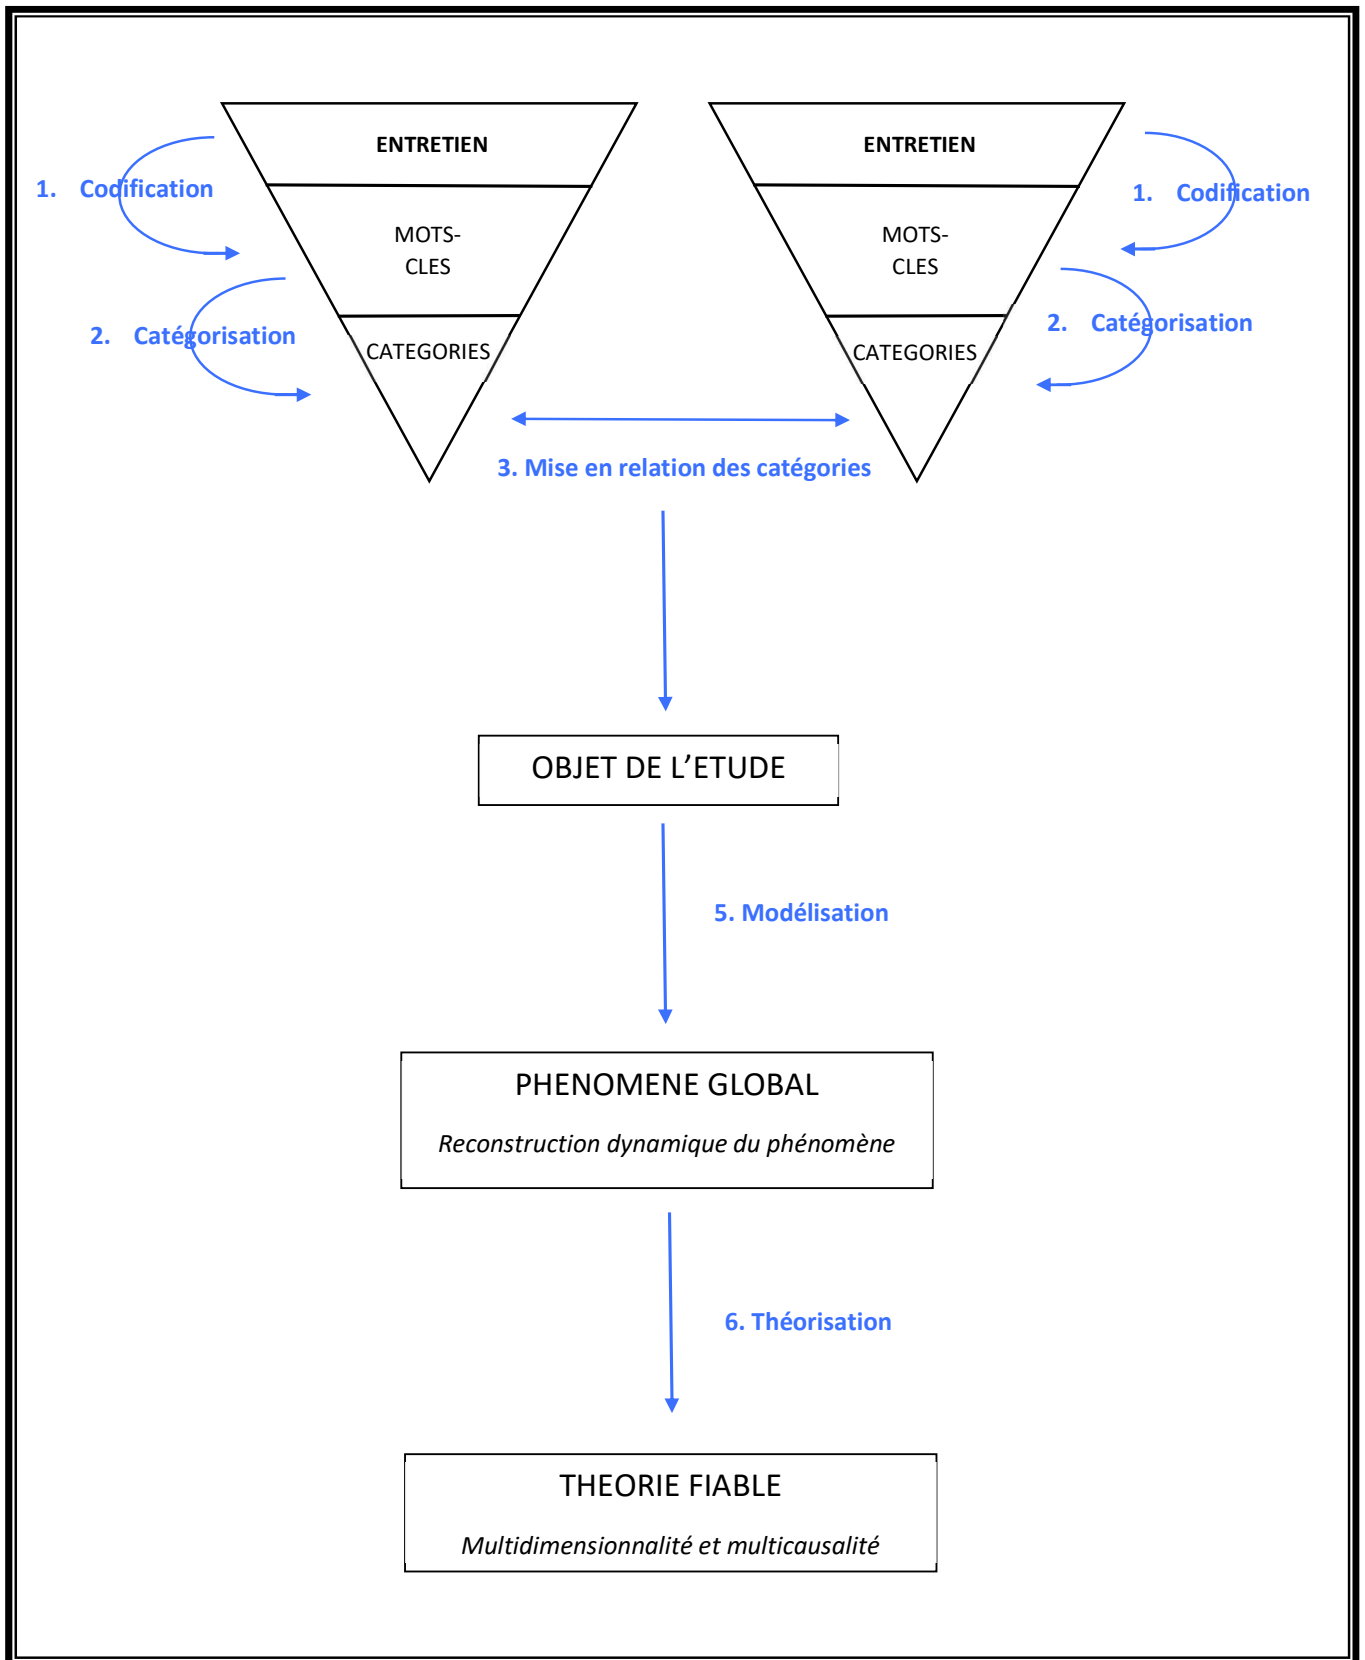 ENTRETIEN
ENTRETIEN
1. Codification
1. Codification
MOTS-
CLES
MOTS-
CLES
2. Catégorisation
2. Catégorisation
CATEGORIES
CATEGORIES
3. Mise en relation des catégories
OBJET DE L’ETUDE
5. Modélisation
PHENOMENE GLOBAL
Reconstruction dynamique du phénomène
6. Théorisation
THEORIE FIABLE
Multidimensionnalité et multicausalité